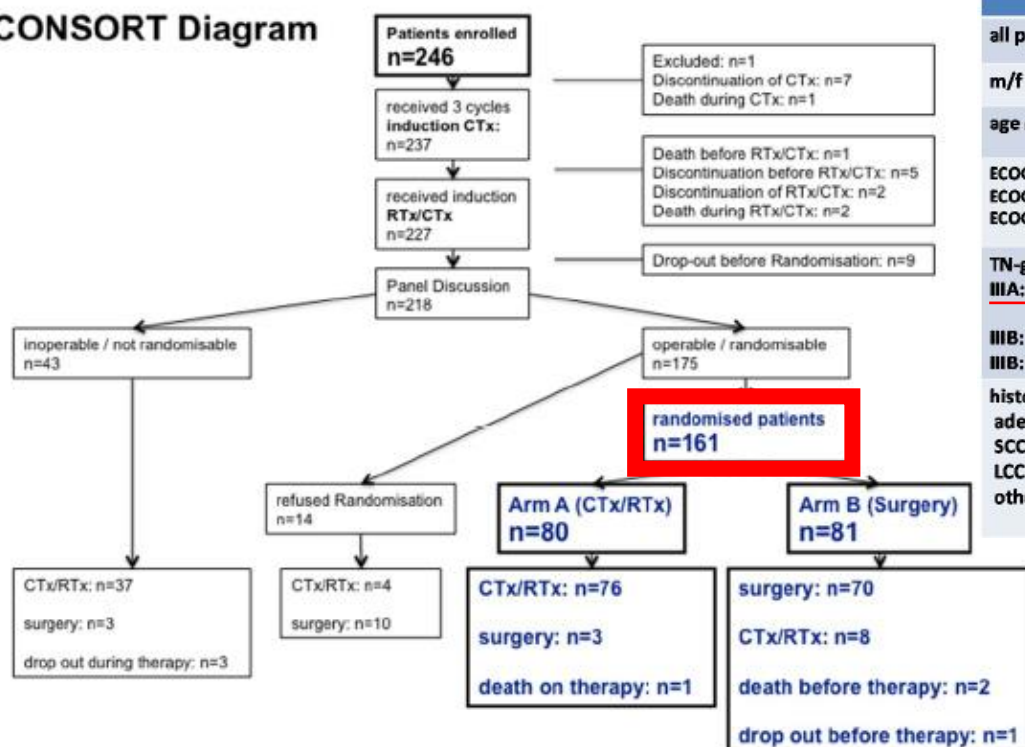 CONSORT Diagram
Patients enrolled
n=246
Excluded: n=1
Discontinuation of CTx: n=7
Death during CTx: n=1
received 3 cycles
induction CTx:
n=237
Death before RTx/CTx: n=1
Discontinuation before RTx/CTx: n=5
Discontinuation of RTx/CTx: n=2
Death during RTx/CTx: n=2
received induction
RTx/CTx
n=227
Drop-out before Randomisation: n=9
Panel Discussion
n=218
inoperable / not randomisable
n=43
operable / randomisable
n=175
randomised patients
n=161
refused Randomisation
n=14
Arm A (CTx/RTx)
n=80
Arm B (Surgery)
n=81
CTx/RTx: n=37
surgery: n=3
drop out during therapy: n=3
CTx/RTx: n=4
surgery: n=10
CTx/RTx: n=76
surgery: n=3
death on therapy: n=1
surgery: n=70
CTx/RTx: n=8
death before therapy: n=2
drop out before therapy: n=1
all p
m/f
age
ECO
ECO
ECO
TN-g
IIIA:
IIIB:
IIIB:
histo
ade
SCC
LCC
oth